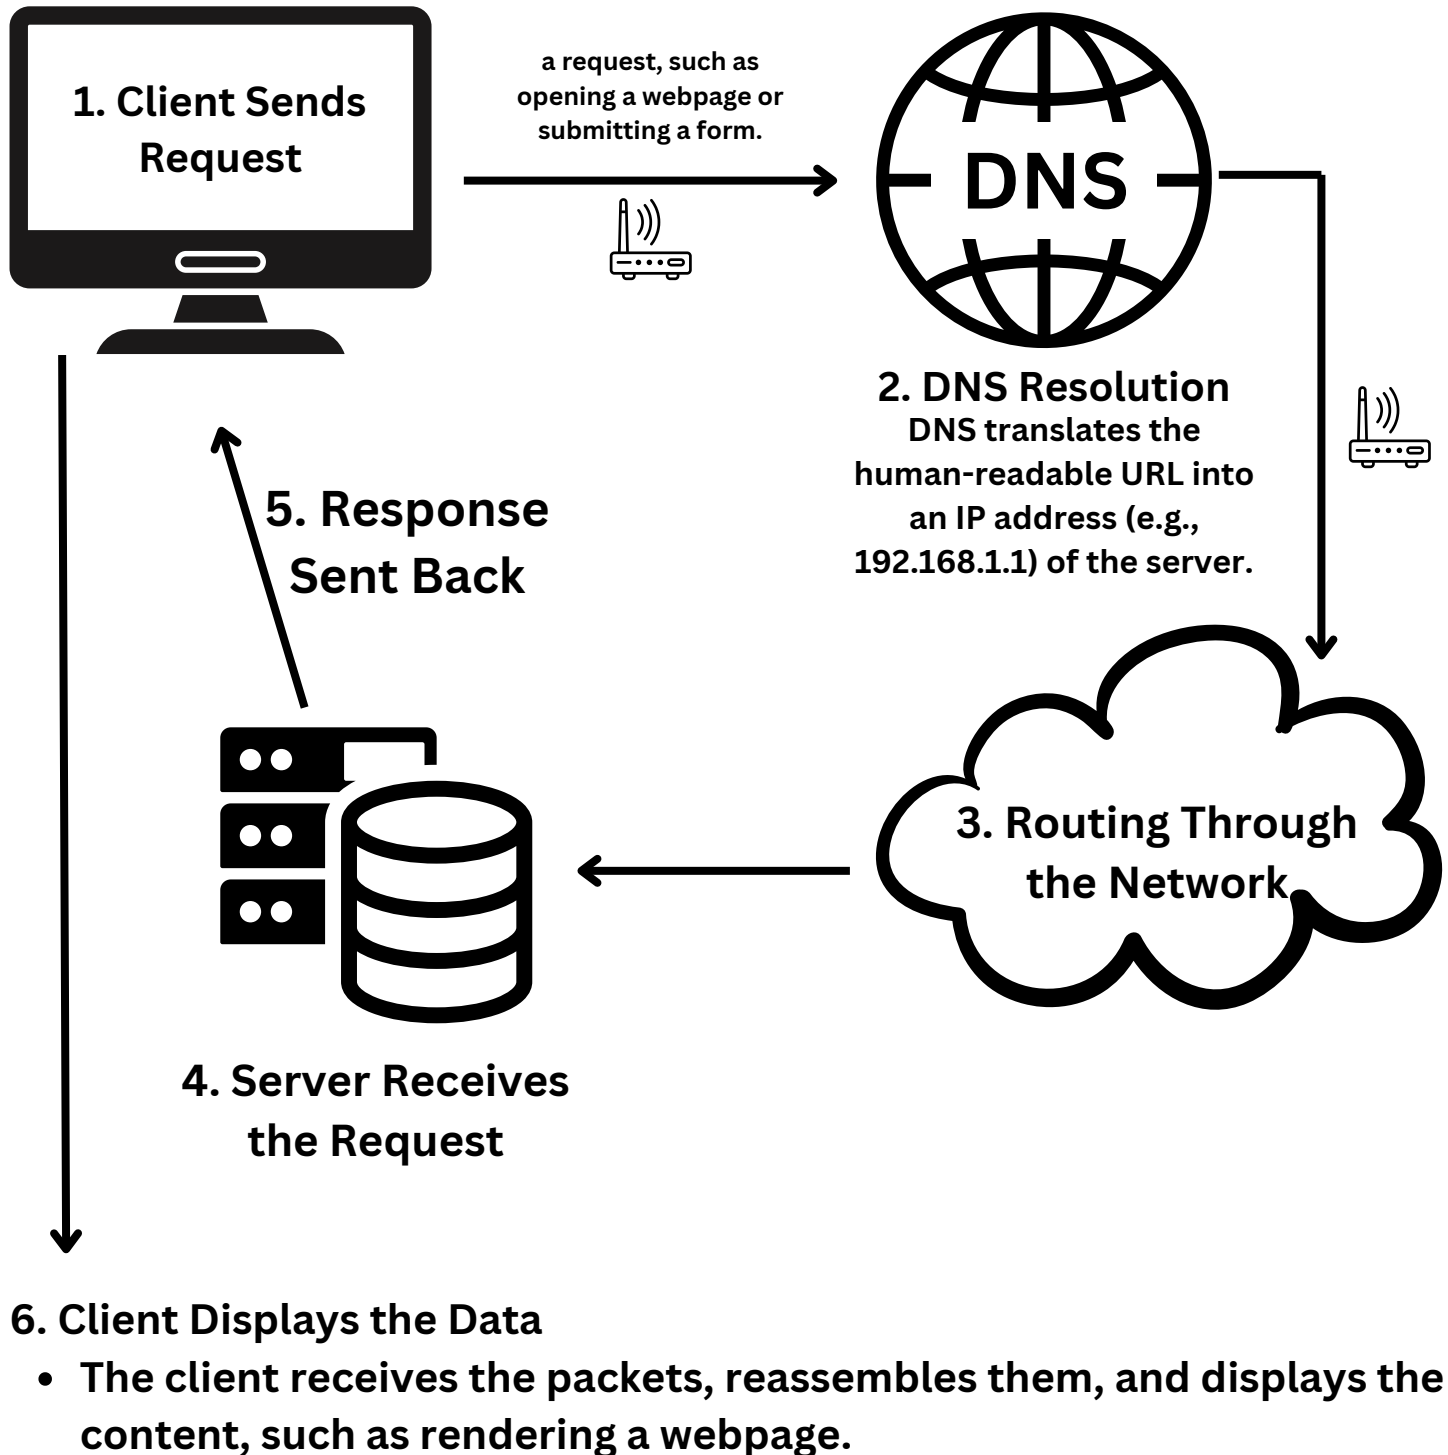 1. Client Sends
Request
a request, such as
opening a webpage or
submitting a form.
DNS
2. DNS Resolution
DNS translates the
human-readable URL into
an IP address (e.g.,
192.168.1.1) of the server.
3. Routing Through
the Network
4. Server Receives
the Request
5. Response
Sent Back
6. Client Displays the Data
• The client receives the packets, reassembles them, and displays the
content, such as rendering a webpage.